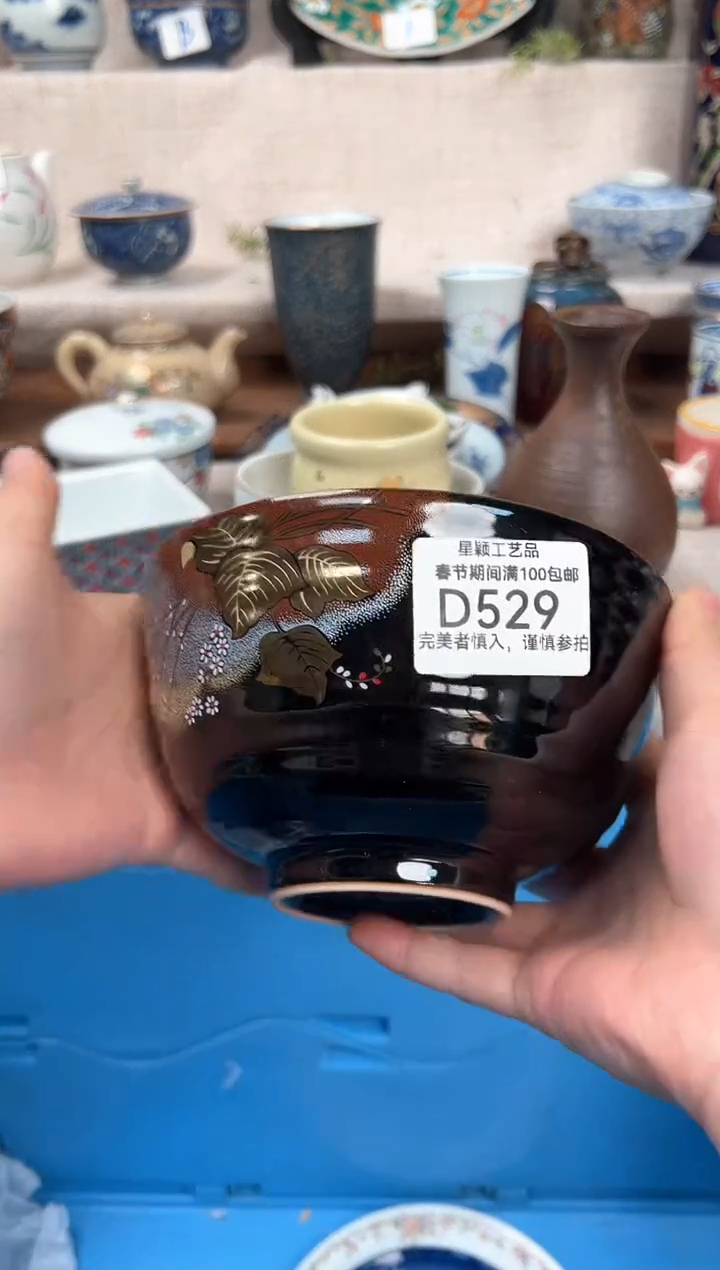 B
星颖工艺品
春节期间满100包邮
D529
完美者慎入，谨慎参拍